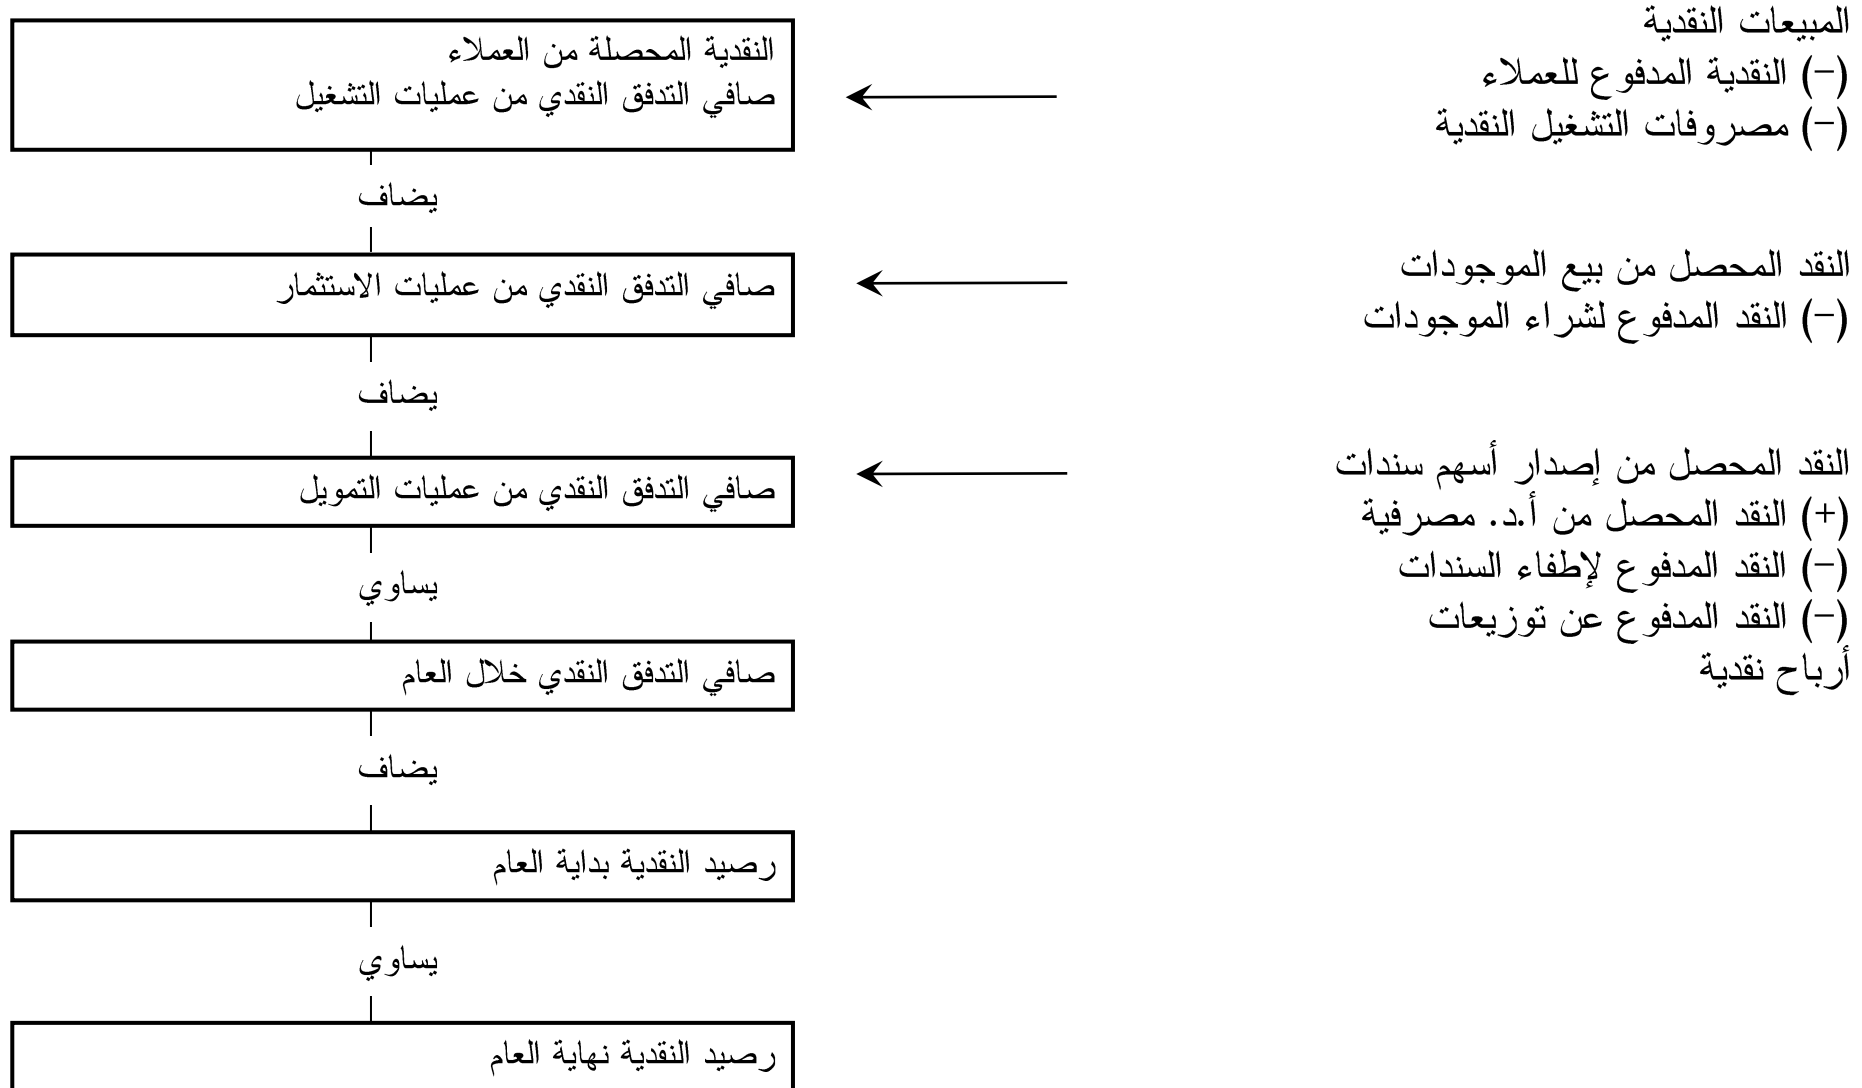 المبيعات النقدية
(–) النقدية المدفوع للعملاء
(–) مصروفات التشغيل النقدية
النقدية المحصلة من العملاء
صافي التدفق النقدي من عمليات التشغيل
يضاف
النقد المحصل من بيع الموجودات
(–) النقد المدفوع لشراء الموجودات
صافي التدفق النقدي من عمليات الاستثمار
يضاف
النقد المحصل من إصدار أسهم سندات
(+) النقد المحصل من أ.د. مصرفية
(–) النقد المدفوع لإطفاء السندات
(–) النقد المدفوع عن توزيعات
أرباح نقدية
صافي التدفق النقدي من عمليات التمويل
يساوي
صافي التدفق النقدي خلال العام
يضاف
رصيد النقدية بداية العام
يساوي
رصيد النقدية نهاية العام